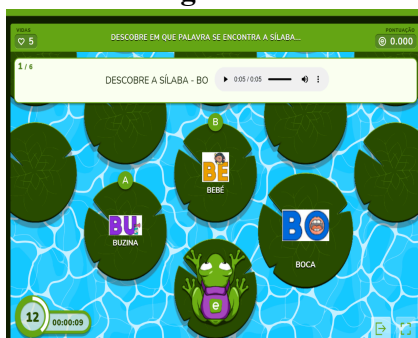 VIDAS
5
DESCOBRE EM QUE PALAVRA SE ENCONTRA A SÍLABA...
PONTUAÇÃO
0.000
1 / 6
DESCOBRE A SÍLABA - BO
0:05 / 0:05
B
BE
BEBÉ
A
BU
BUZINA
BO
BOCA
e
12
00:00:09